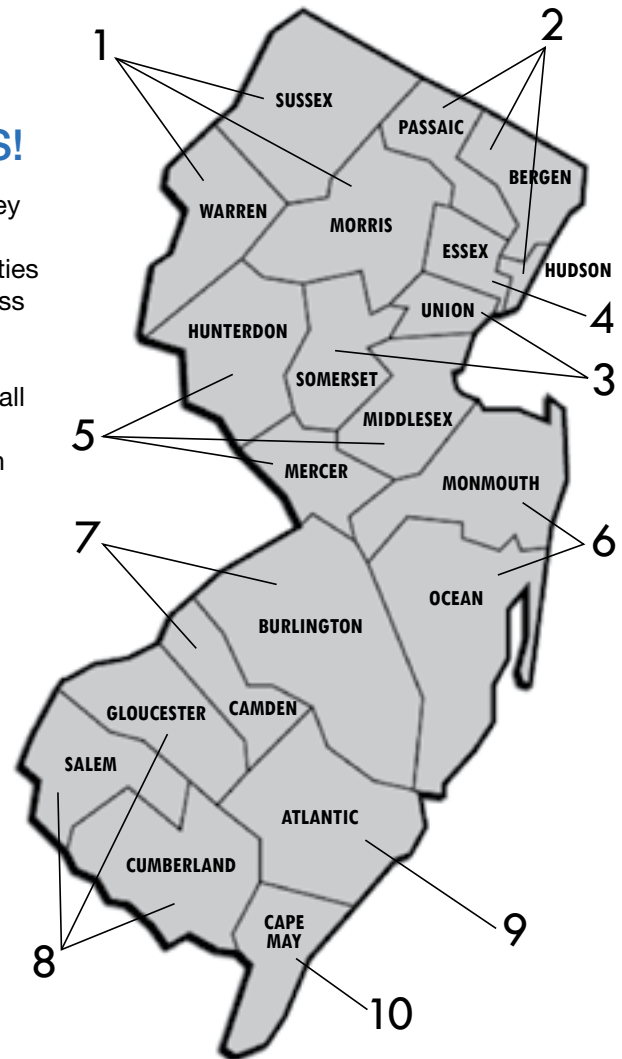 S!
ey
ties
ss
all
n
1
2
SUSSEX
PASSAIC
BERGEN
WARREN
MORRIS
ESSEX
HUDSON
4
UNION
HUNTERDON
3
SOMERSET
MIDDLESEX
5
MERCER
MONMOUTH
6
7
OCEAN
BURLINGTON
CAMDEN
GLOUCESTER
SALEM
ATLANTIC
CUMBERLAND
CAPE
MAY
9
8
10